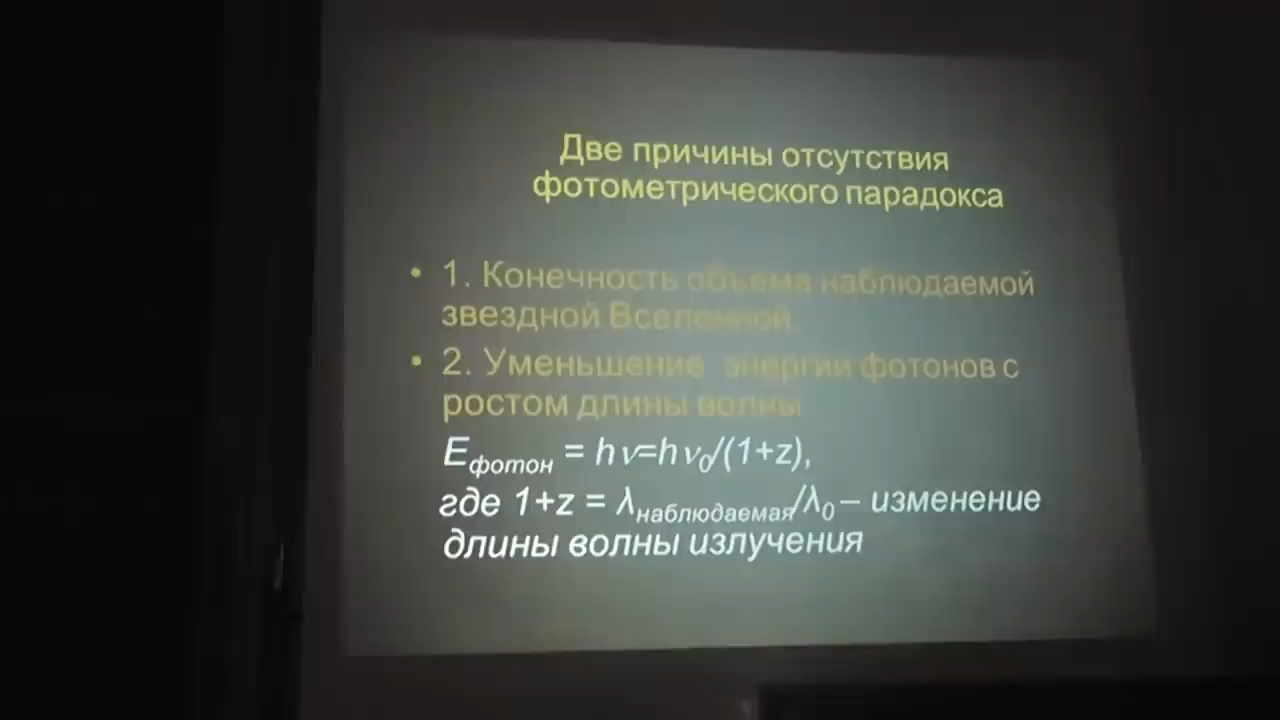 Две причины отсутствия
фотометрического парадокса
• 1. Конечность объема наблюдаемой
звездной Вселенной.
• 2. Уменьшение энергии фотонов с
ростом длины волны
Eфотон = hν=hν0/(1+z),
где 1+z = λнаблюдаемая/λ0 – изменение
длины волны излучения